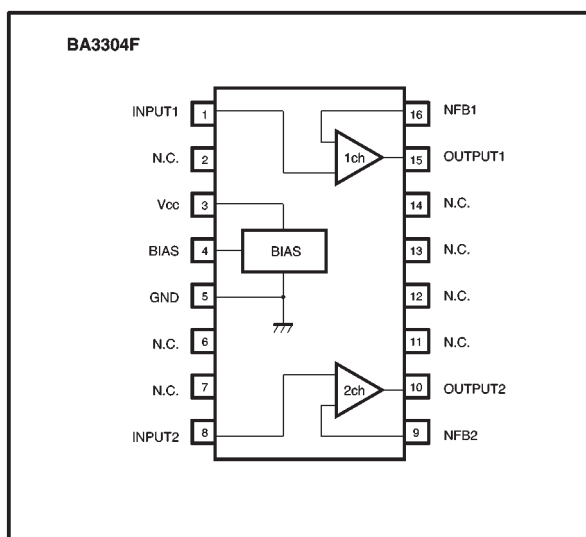 BA3304F
INPUT1 1 16 NFB1
N.C. 2 1ch 15 OUTPUT1
Vcc 3 14 N.C.
BIAS 4 BIAS 13 N.C.
GND 5 12 N.C.
N.C. 6 11 N.C.
N.C. 7 2ch 10 OUTPUT2
INPUT2 8 9 NFB2